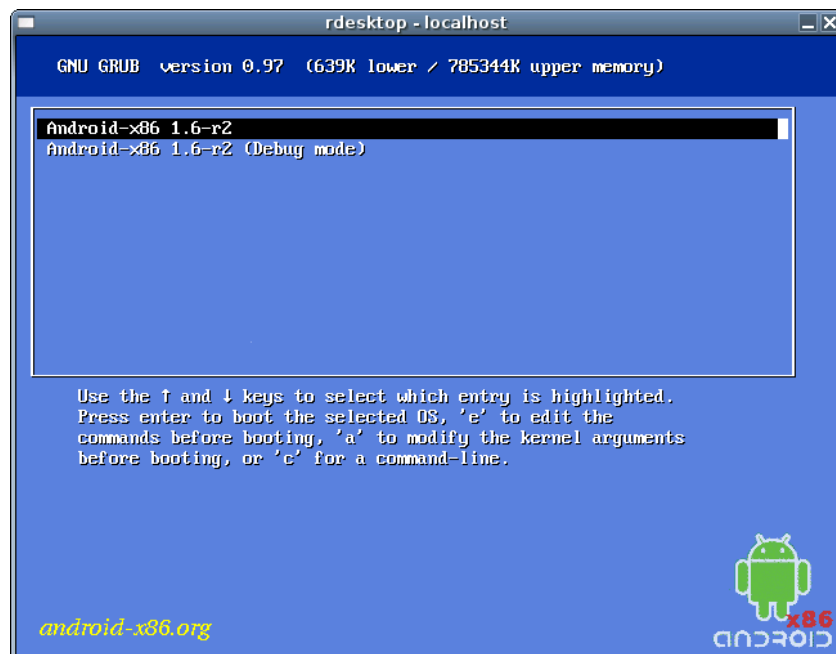 rdesktop - localhost
GNU GRUB version 0.97 (639K lower / 785344K upper memory)
Android-x86 1.6-r2
Android-x86 1.6-r2 (Debug mode)
Use the ↑ and ↓ keys to select which entry is highlighted.
Press enter to boot the selected OS, 'e' to edit the
commands before booting, 'a' to modify the kernel arguments
before booting, or 'c' for a command-line.
android-x86.org
x86
ANDROID